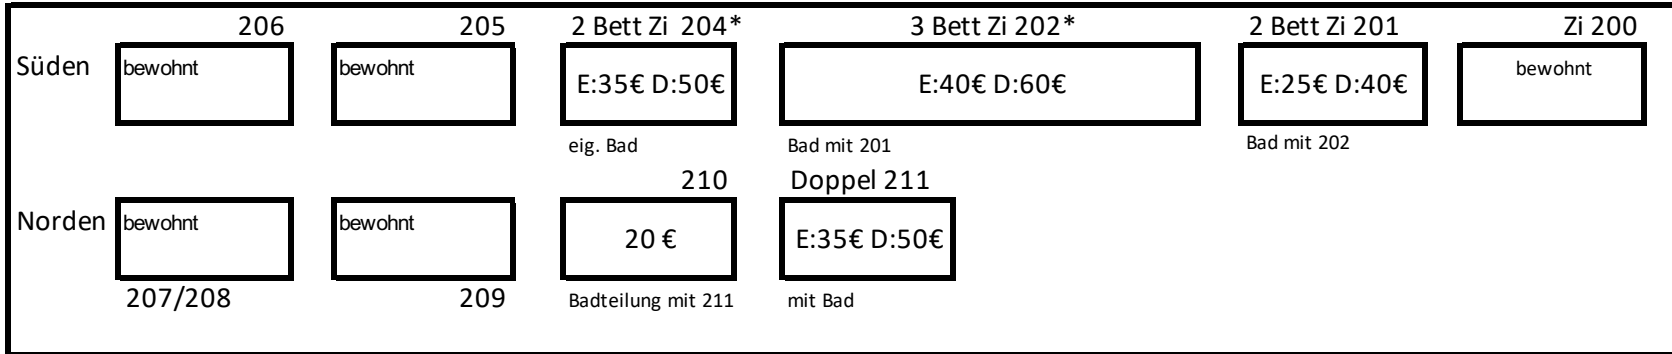 206 205 2 Bett Zi 204* 3 Bett Zi 202* 2 Bett Zi 201 Zi 200
Süden bewohnt bewohnt E:35€ D:50€ E:40€ D:60€ E:25€ D:40€ bewohnt
eig. Bad Bad mit 201 Bad mit 202
210 Doppel 211
Norden bewohnt bewohnt 20 € E:35€ D:50€
207/208 209 Badteilung mit 211 mit Bad